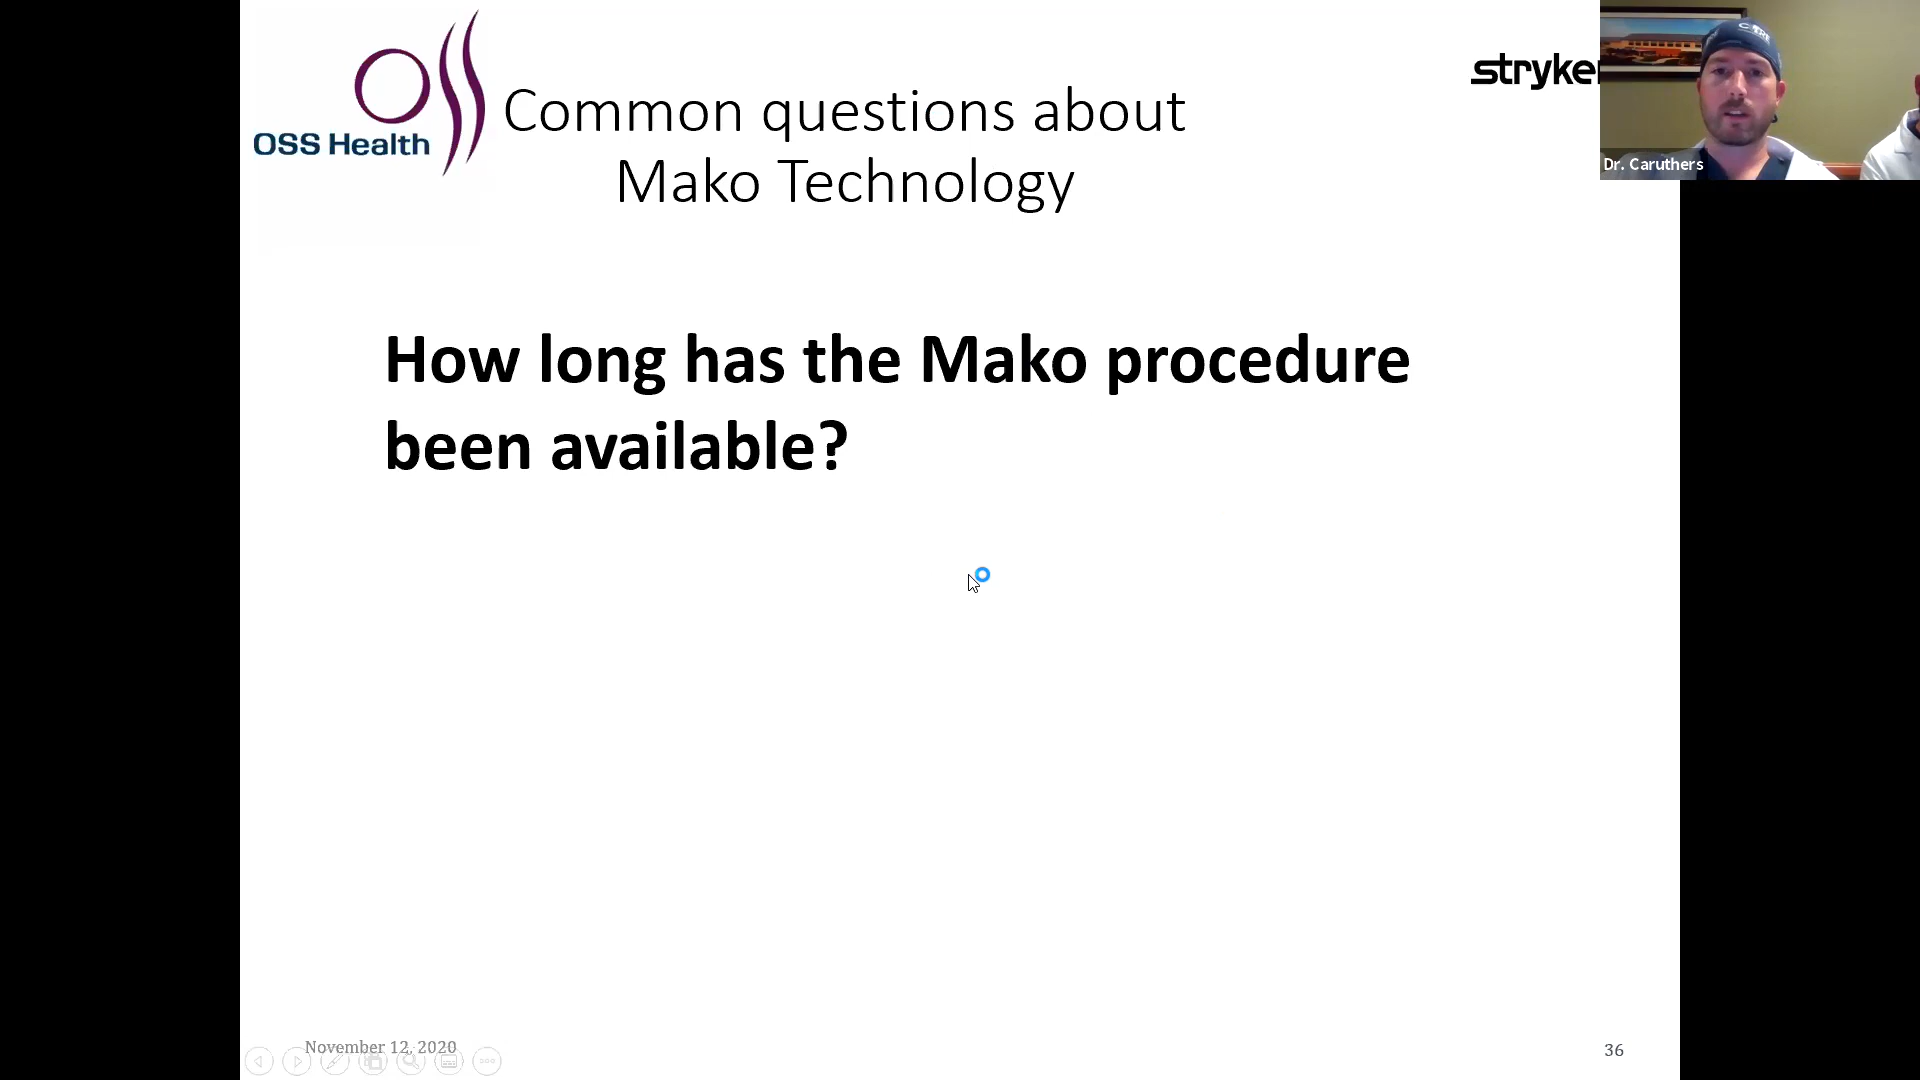 OSS Health
Common questions about
Mako Technology
stryke
Dr. Caruthers
How long has the Mako procedure
been available?
November 12, 2020
36